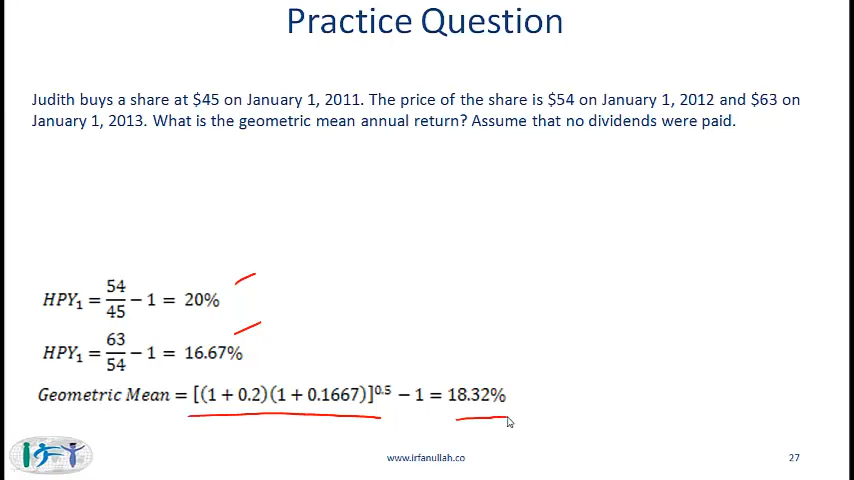 Practice Question
Judith buys a share at $45 on January 1, 2011. The price of the share is $54 on January 1, 2012 and $63 on
January 1, 2013. What is the geometric mean annual return? Assume that no dividends were paid.
HPY₁ = 54/45 − 1 = 20%
HPY₁ = 63/54 − 1 = 16.67%
Geometric Mean = [(1 + 0.2)(1 + 0.1667)]^0.5 − 1 = 18.32%
IFT
www.irfanullah.co
27